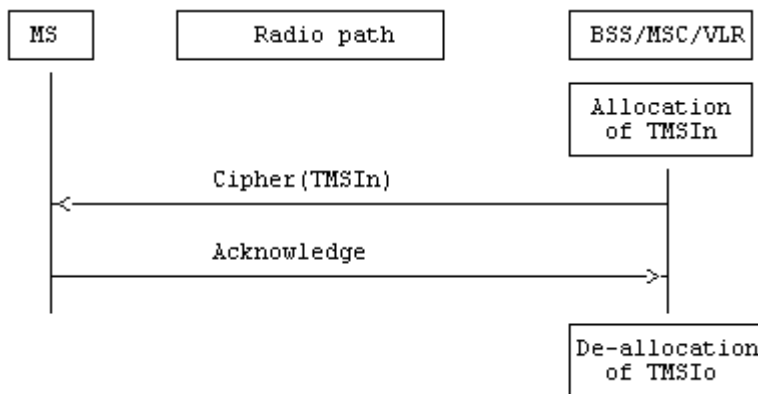 MS
Radio path
BSS/MSC/VLR
Allocation
of TMSIn
Cipher(TMSIn)
Acknowledge
De-allocation
of TMSIo